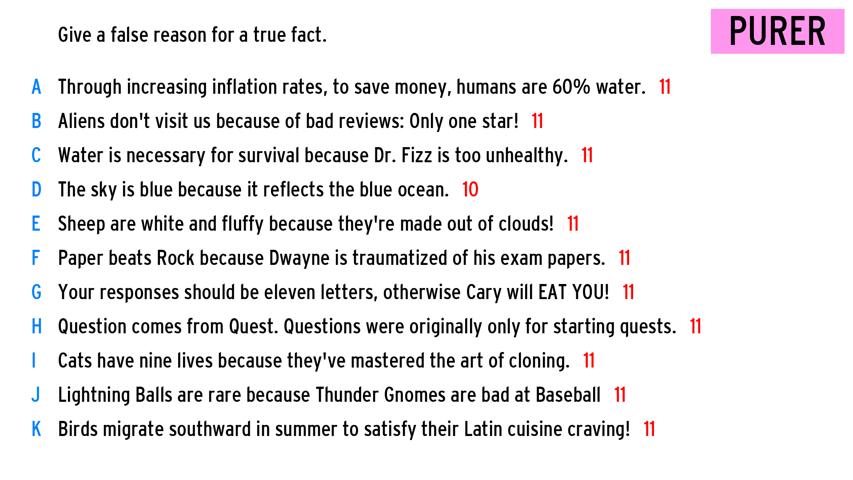 Give a false reason for a true fact.
PURER
A Through increasing inflation rates, to save money, humans are 60% water. 11
B Aliens don't visit us because of bad reviews: Only one star! 11
C Water is necessary for survival because Dr. Fizz is too unhealthy. 11
D The sky is blue because it reflects the blue ocean. 10
E Sheep are white and fluffy because they're made out of clouds! 11
F Paper beats Rock because Dwayne is traumatized of his exam papers. 11
G Your responses should be eleven letters, otherwise Cary will EAT YOU! 11
H Question comes from Quest. Questions were originally only for starting quests. 11
I Cats have nine lives because they've mastered the art of cloning. 11
J Lightning Balls are rare because Thunder Gnomes are bad at Baseball 11
K Birds migrate southward in summer to satisfy their Latin cuisine craving! 11